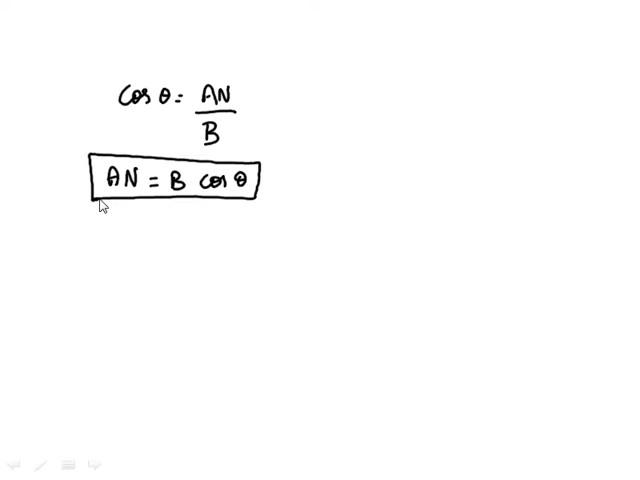 cos θ = AN
B
AN = B cos θ